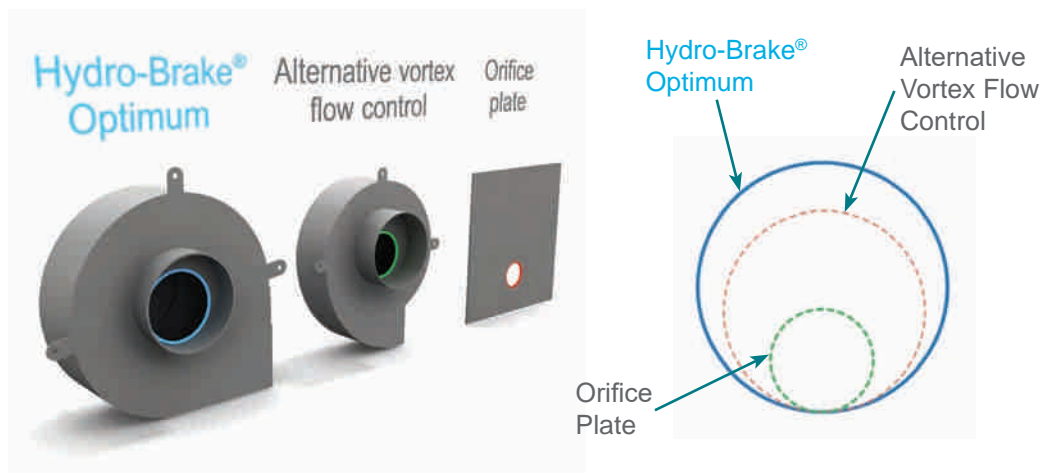 Hydro-Brake®
Optimum
Alternative vortex
flow control
Orifice
plate
Hydro-Brake®
Optimum
Alternative
Vortex Flow
Control
Orifice
Plate